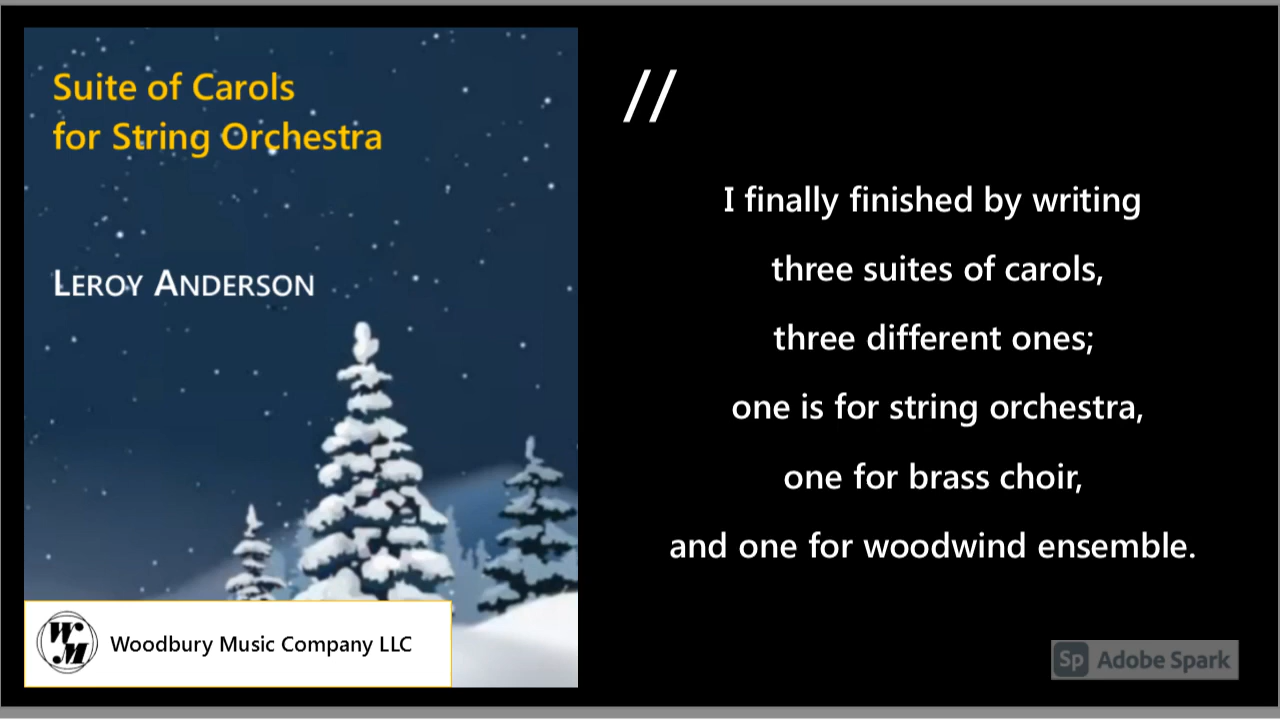 Suite of Carols
for String Orchestra
LEROY ANDERSON
WM
Woodbury Music Company LLC
//
I finally finished by writing
three suites of carols,
three different ones;
one is for string orchestra,
one for brass choir,
and one for woodwind ensemble.
Sp Adobe Spark